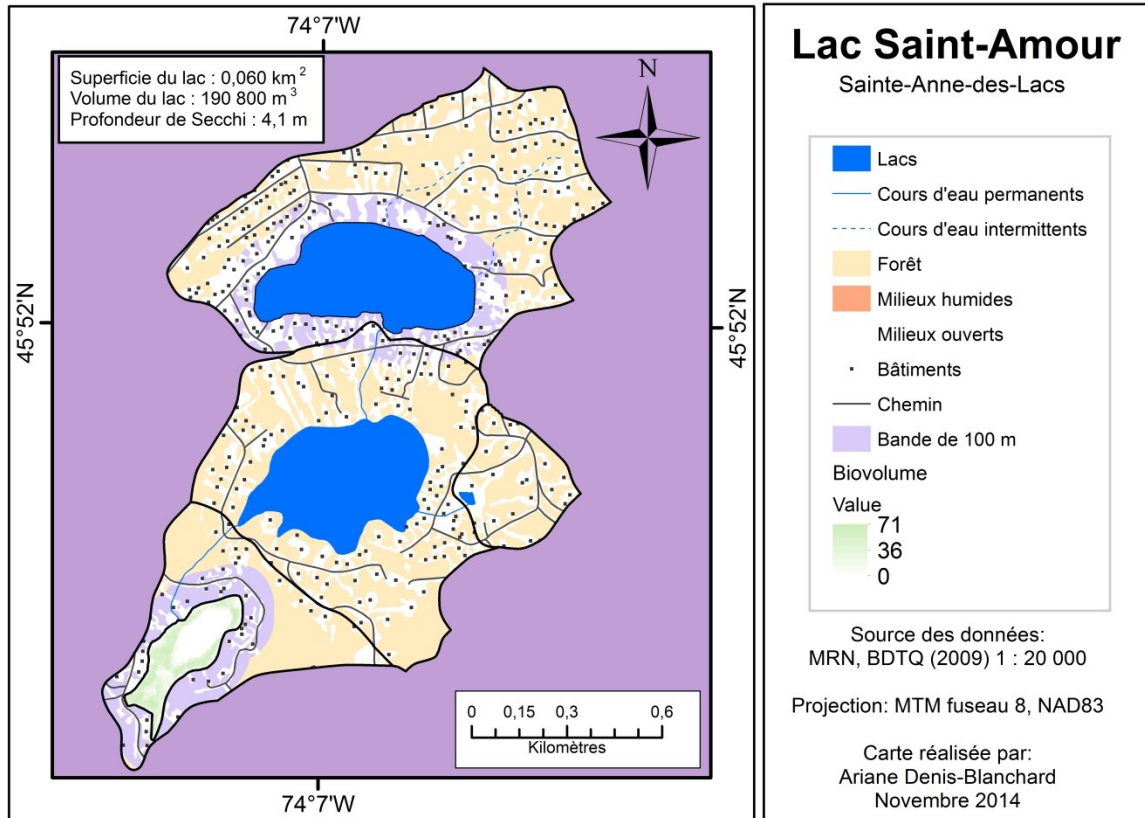 74°7'W
Superficie du lac : 0,060 km²
Volume du lac : 190 800 m³
Profondeur de Secchi : 4,1 m
N
45°52'N
45°52'N
0 0,15 0,3 0,6
Kilomètres
74°7'W
Lac Saint-Amour
Sainte-Anne-des-Lacs
Lacs
Cours d'eau permanents
Cours d'eau intermittents
Forêt
Milieux humides
Milieux ouverts
Bâtiments
Chemin
Bande de 100 m
Biovolume
Value
71
36
0
Source des données:
MRN, BDTQ (2009) 1 : 20 000
Projection: MTM fuseau 8, NAD83
Carte réalisée par:
Ariane Denis-Blanchard
Novembre 2014